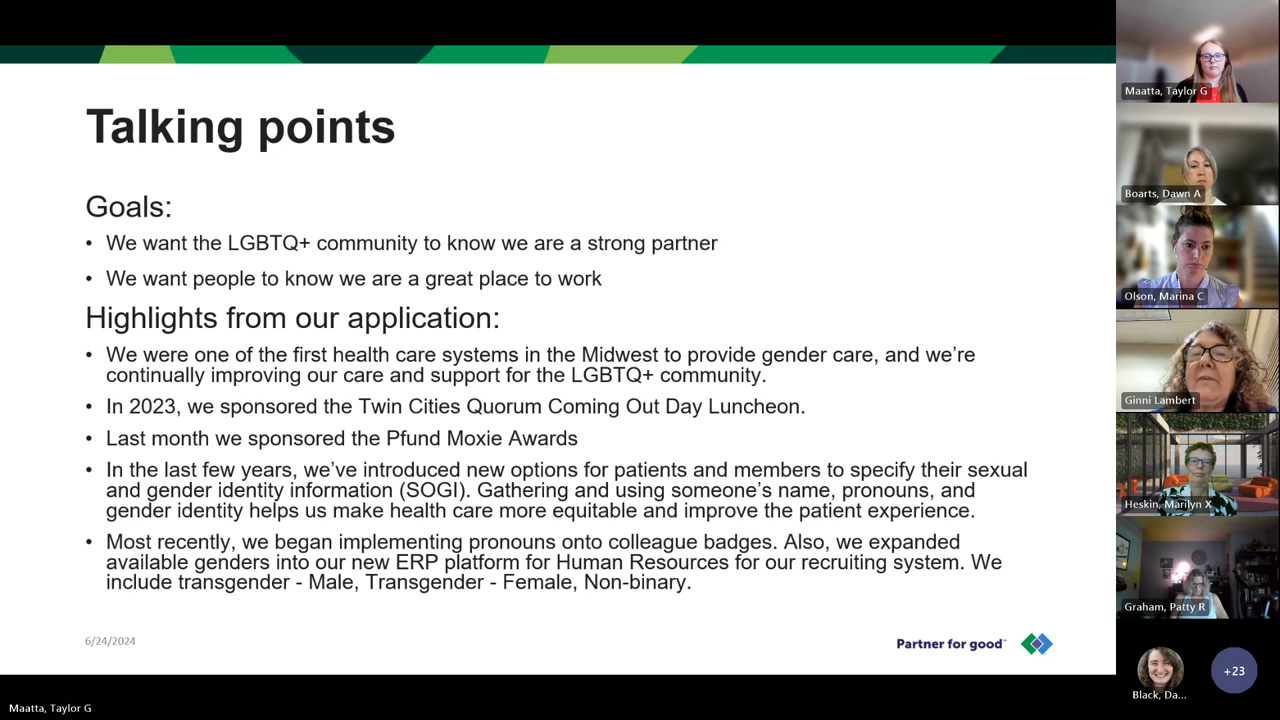 Talking points
Goals:
• We want the LGBTQ+ community to know we are a strong partner
• We want people to know we are a great place to work
Highlights from our application:
• We were one of the first health care systems in the Midwest to provide gender care, and we’re
continually improving our care and support for the LGBTQ+ community.
• In 2023, we sponsored the Twin Cities Quorum Coming Out Day Luncheon.
• Last month we sponsored the Pfund Moxie Awards
• In the last few years, we’ve introduced new options for patients and members to specify their sexual
and gender identity information (SOGI). Gathering and using someone’s name, pronouns, and
gender identity helps us make health care more equitable and improve the patient experience.
• Most recently, we began implementing pronouns onto colleague badges. Also, we expanded
available genders into our new ERP platform for Human Resources for our recruiting system. We
include transgender - Male, Transgender - Female, Non-binary.
6/24/2024
Partner for good
Maatta, Taylor G
Maatta, Taylor G
Boarts, Dawn A
Olson, Marina C
Ginni Lambert
Heskin, Marilyn X
Graham, Patty R
Black, Da...
+23